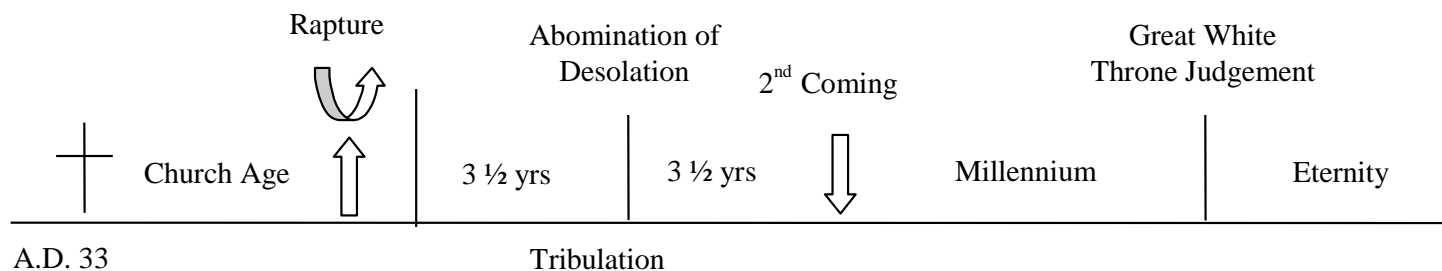 Rapture
Abomination of
Desolation
2nd Coming
Great White
Throne Judgement
Church Age
3 ½ yrs
3 ½ yrs
Millennium
Eternity
A.D. 33
Tribulation